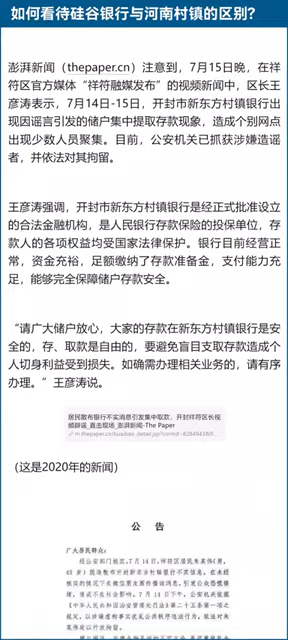 如何看待硅谷银行与河南村镇的区别?
澎湃新闻（thepaper.cn）注意到，7月15日晚，在祥
符区官方媒体“祥符融媒发布”的视频新闻中，区长王
彦涛表示，7月14日-15日，开封市新东方村镇银行出
现因谣言引发的储户集中提取存款现象，造成个别网点
出现少数人员聚集。目前，公安机关已抓获涉嫌造谣
者，并依法对其拘留。
王彦涛强调，开封市新东方村镇银行是经正式批准设立
的合法金融机构，是人民银行存款保险的投保单位，存
款人的各项权益均受国家法律保护。银行目前经营正
常，资金充裕，足额缴纳了存款准备金，支付能力充
足，能够完全保障储户存款安全。
“请广大储户放心，大家的存款在新东方村镇银行是安
全的，存、取款是自由的，要避免盲目支取存款造成个
人切身利益受到损失。如确需办理相关业务的，请有序
办理。”王彦涛说。
居民散布银行不实消息引发集中取款，开封祥符区长视
频辟谣_直击现场_澎湃新闻-The Paper
（这是2020年的新闻）
公 告
广大居民群众：